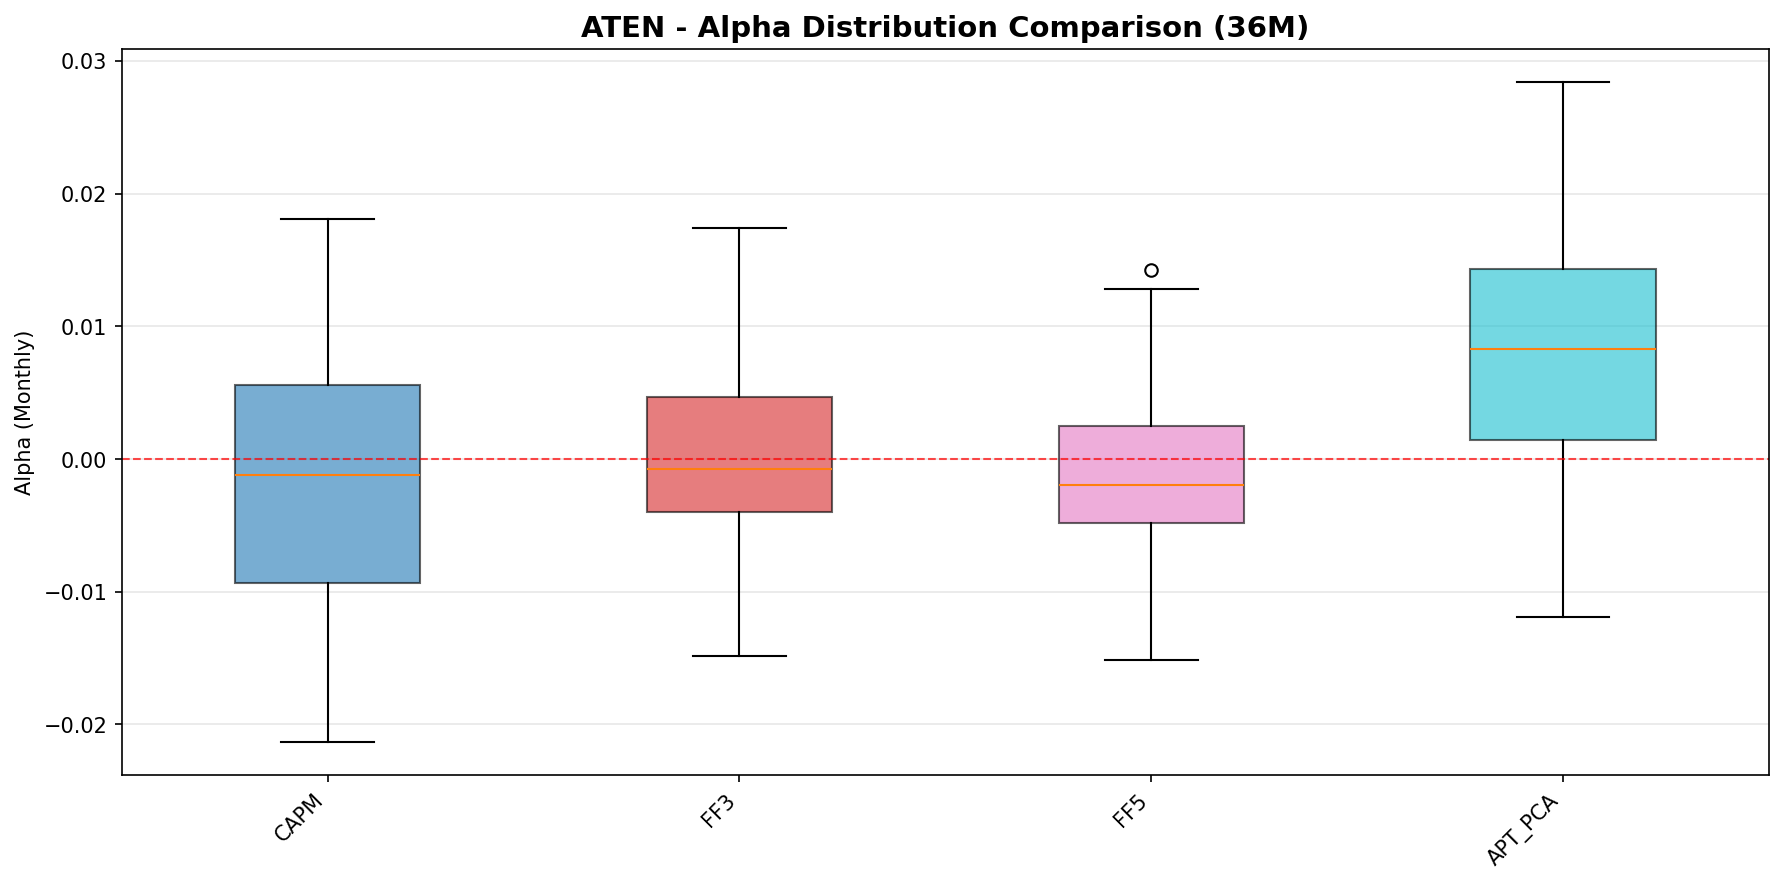 ATEN - Alpha Distribution Comparison (36M)
Alpha (Monthly)
0.03
0.02
0.01
0.00
−0.01
−0.02
CAPM
FF3
FF5
APT_PCA